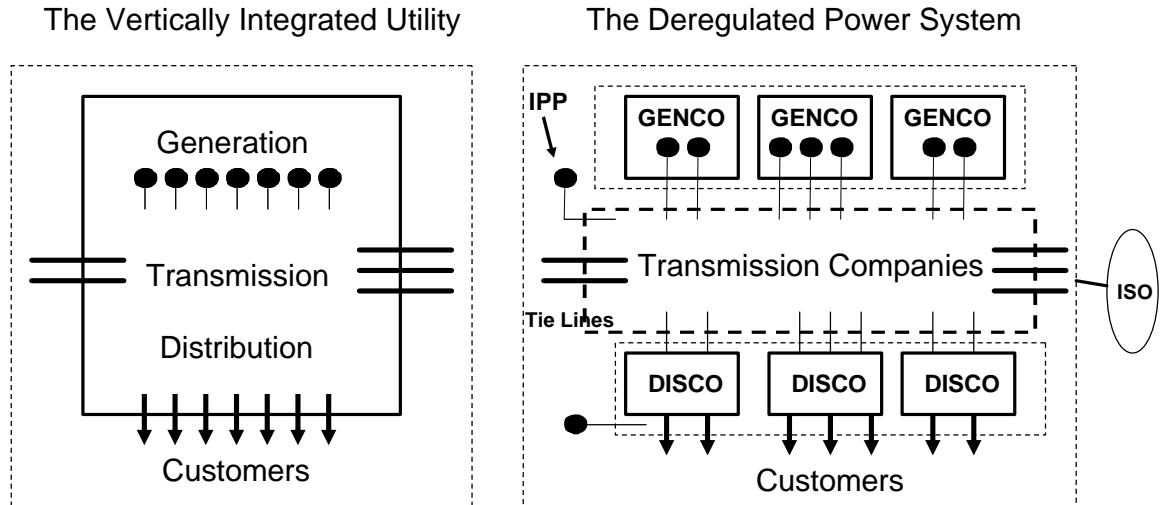 The Vertically Integrated Utility
Generation
Transmission
Distribution
Customers
The Deregulated Power System
IPP
GENCO
GENCO
GENCO
Transmission Companies
ISO
Tie Lines
DISCO
DISCO
DISCO
Customers